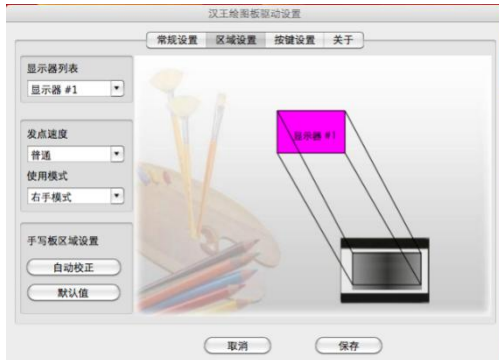 汉王绘图板驱动设置
常规设置 区域设置 按键设置 关于
显示器列表
显示器 #1
发点速度
普通
使用模式
右手模式
手写板区域设置
自动校正
默认值
显示器 #1
取消 保存